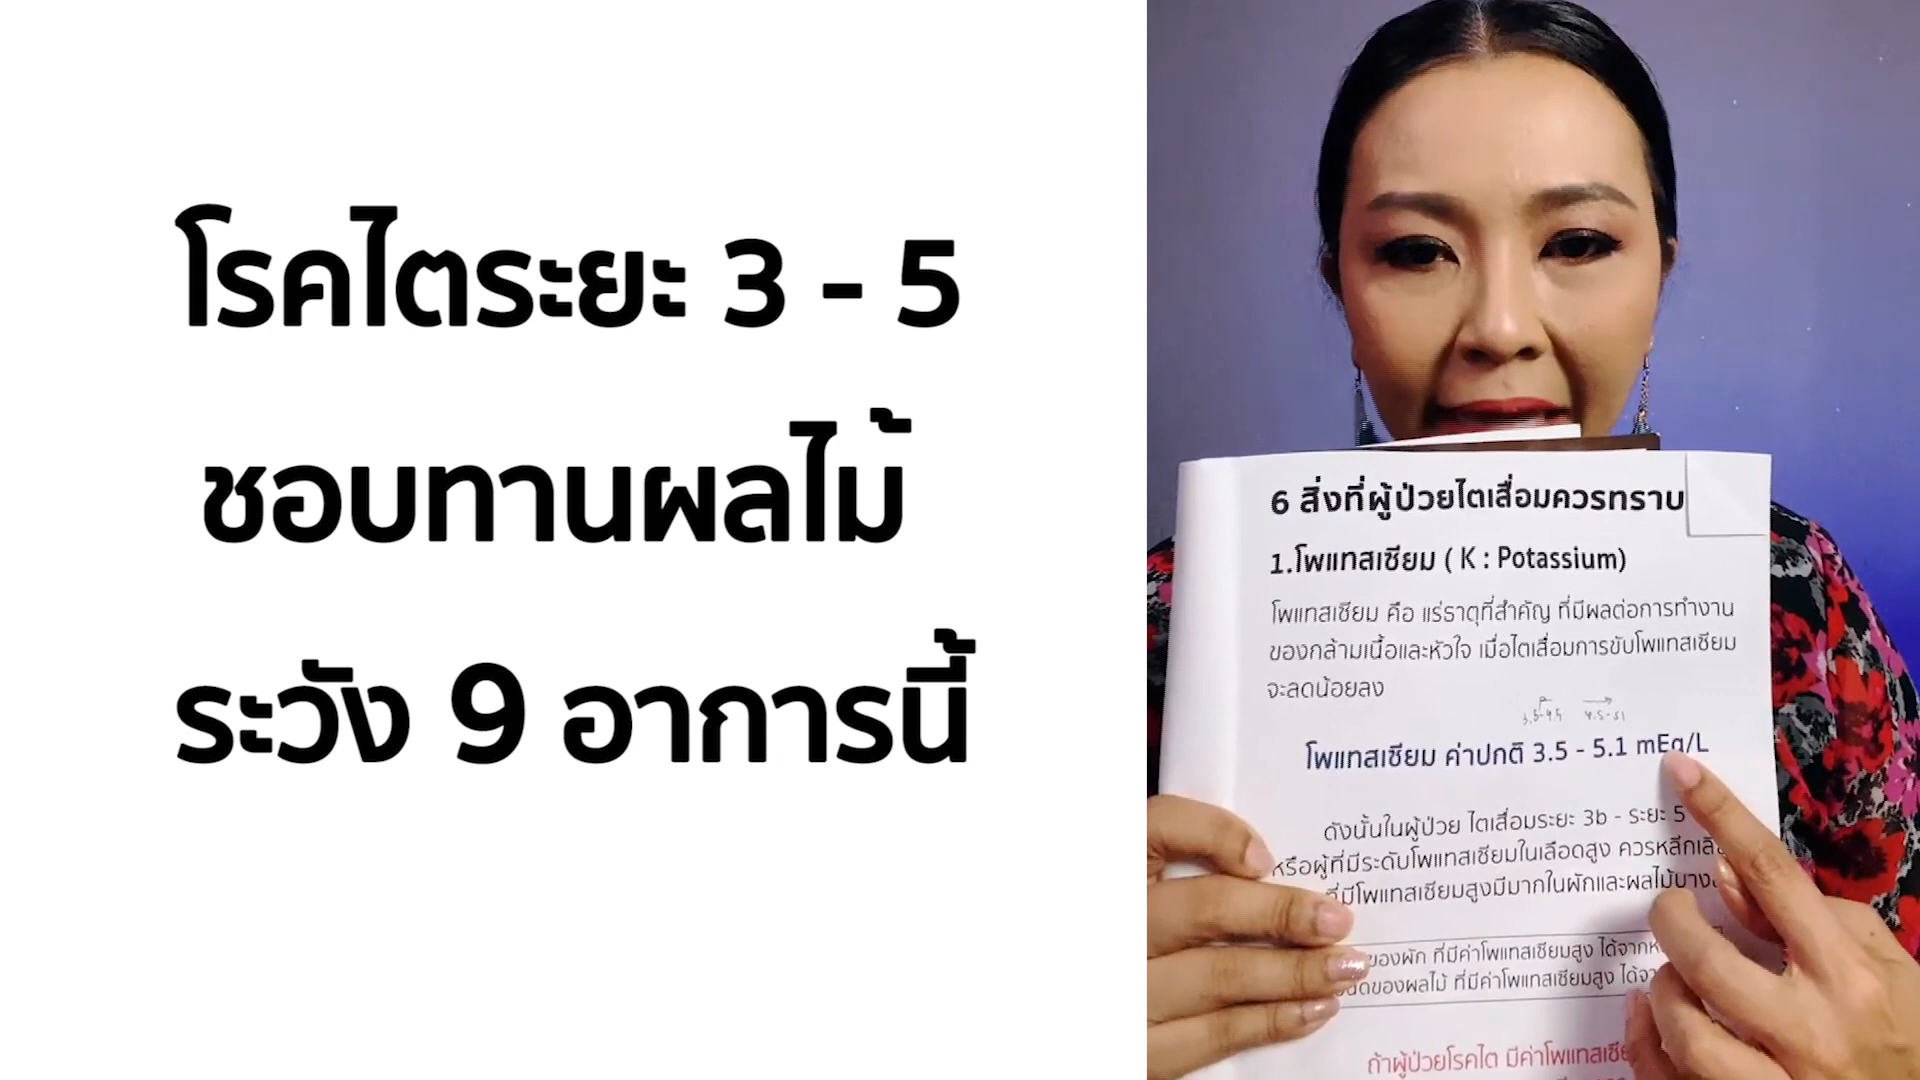 โรคไตระยะ 3 - 5
ชอบทานผลไม้
ระวัง 9 อาการนี้
6 สิ่งที่ผู้ป่วยไตเสื่อมควรทราบ
1.โพแทสเซียม ( K : Potassium)
โพแทสเซียม คือ แร่ธาตุที่สำคัญ ที่มีผลต่อการทำงาน
ของกล้ามเนื้อและหัวใจ เมื่อไตเสื่อมการขับโพแทสเซียม
จะลดน้อยลง
3.5-4.5 4.5-51
โพแทสเซียม ค่าปกติ 3.5 - 5.1 mEq/L
ดังนั้นในผู้ป่วย ไตเสื่อมระยะ 3b - ระยะ 5
หรือผู้ที่มีระดับโพแทสเซียมในเลือดสูง ควรหลีกเลี่
ที่มีโพแทสเซียมสูงมีมากในผักและผลไม้บาง
ของผัก ที่มีค่าโพแทสเซียมสูง ได้จาก
ของผลไม้ ที่มีค่าโพแทสเซียมสูง ได้จา
ถ้าผู้ป่วยโรคไต มีค่าโพแทสเซี